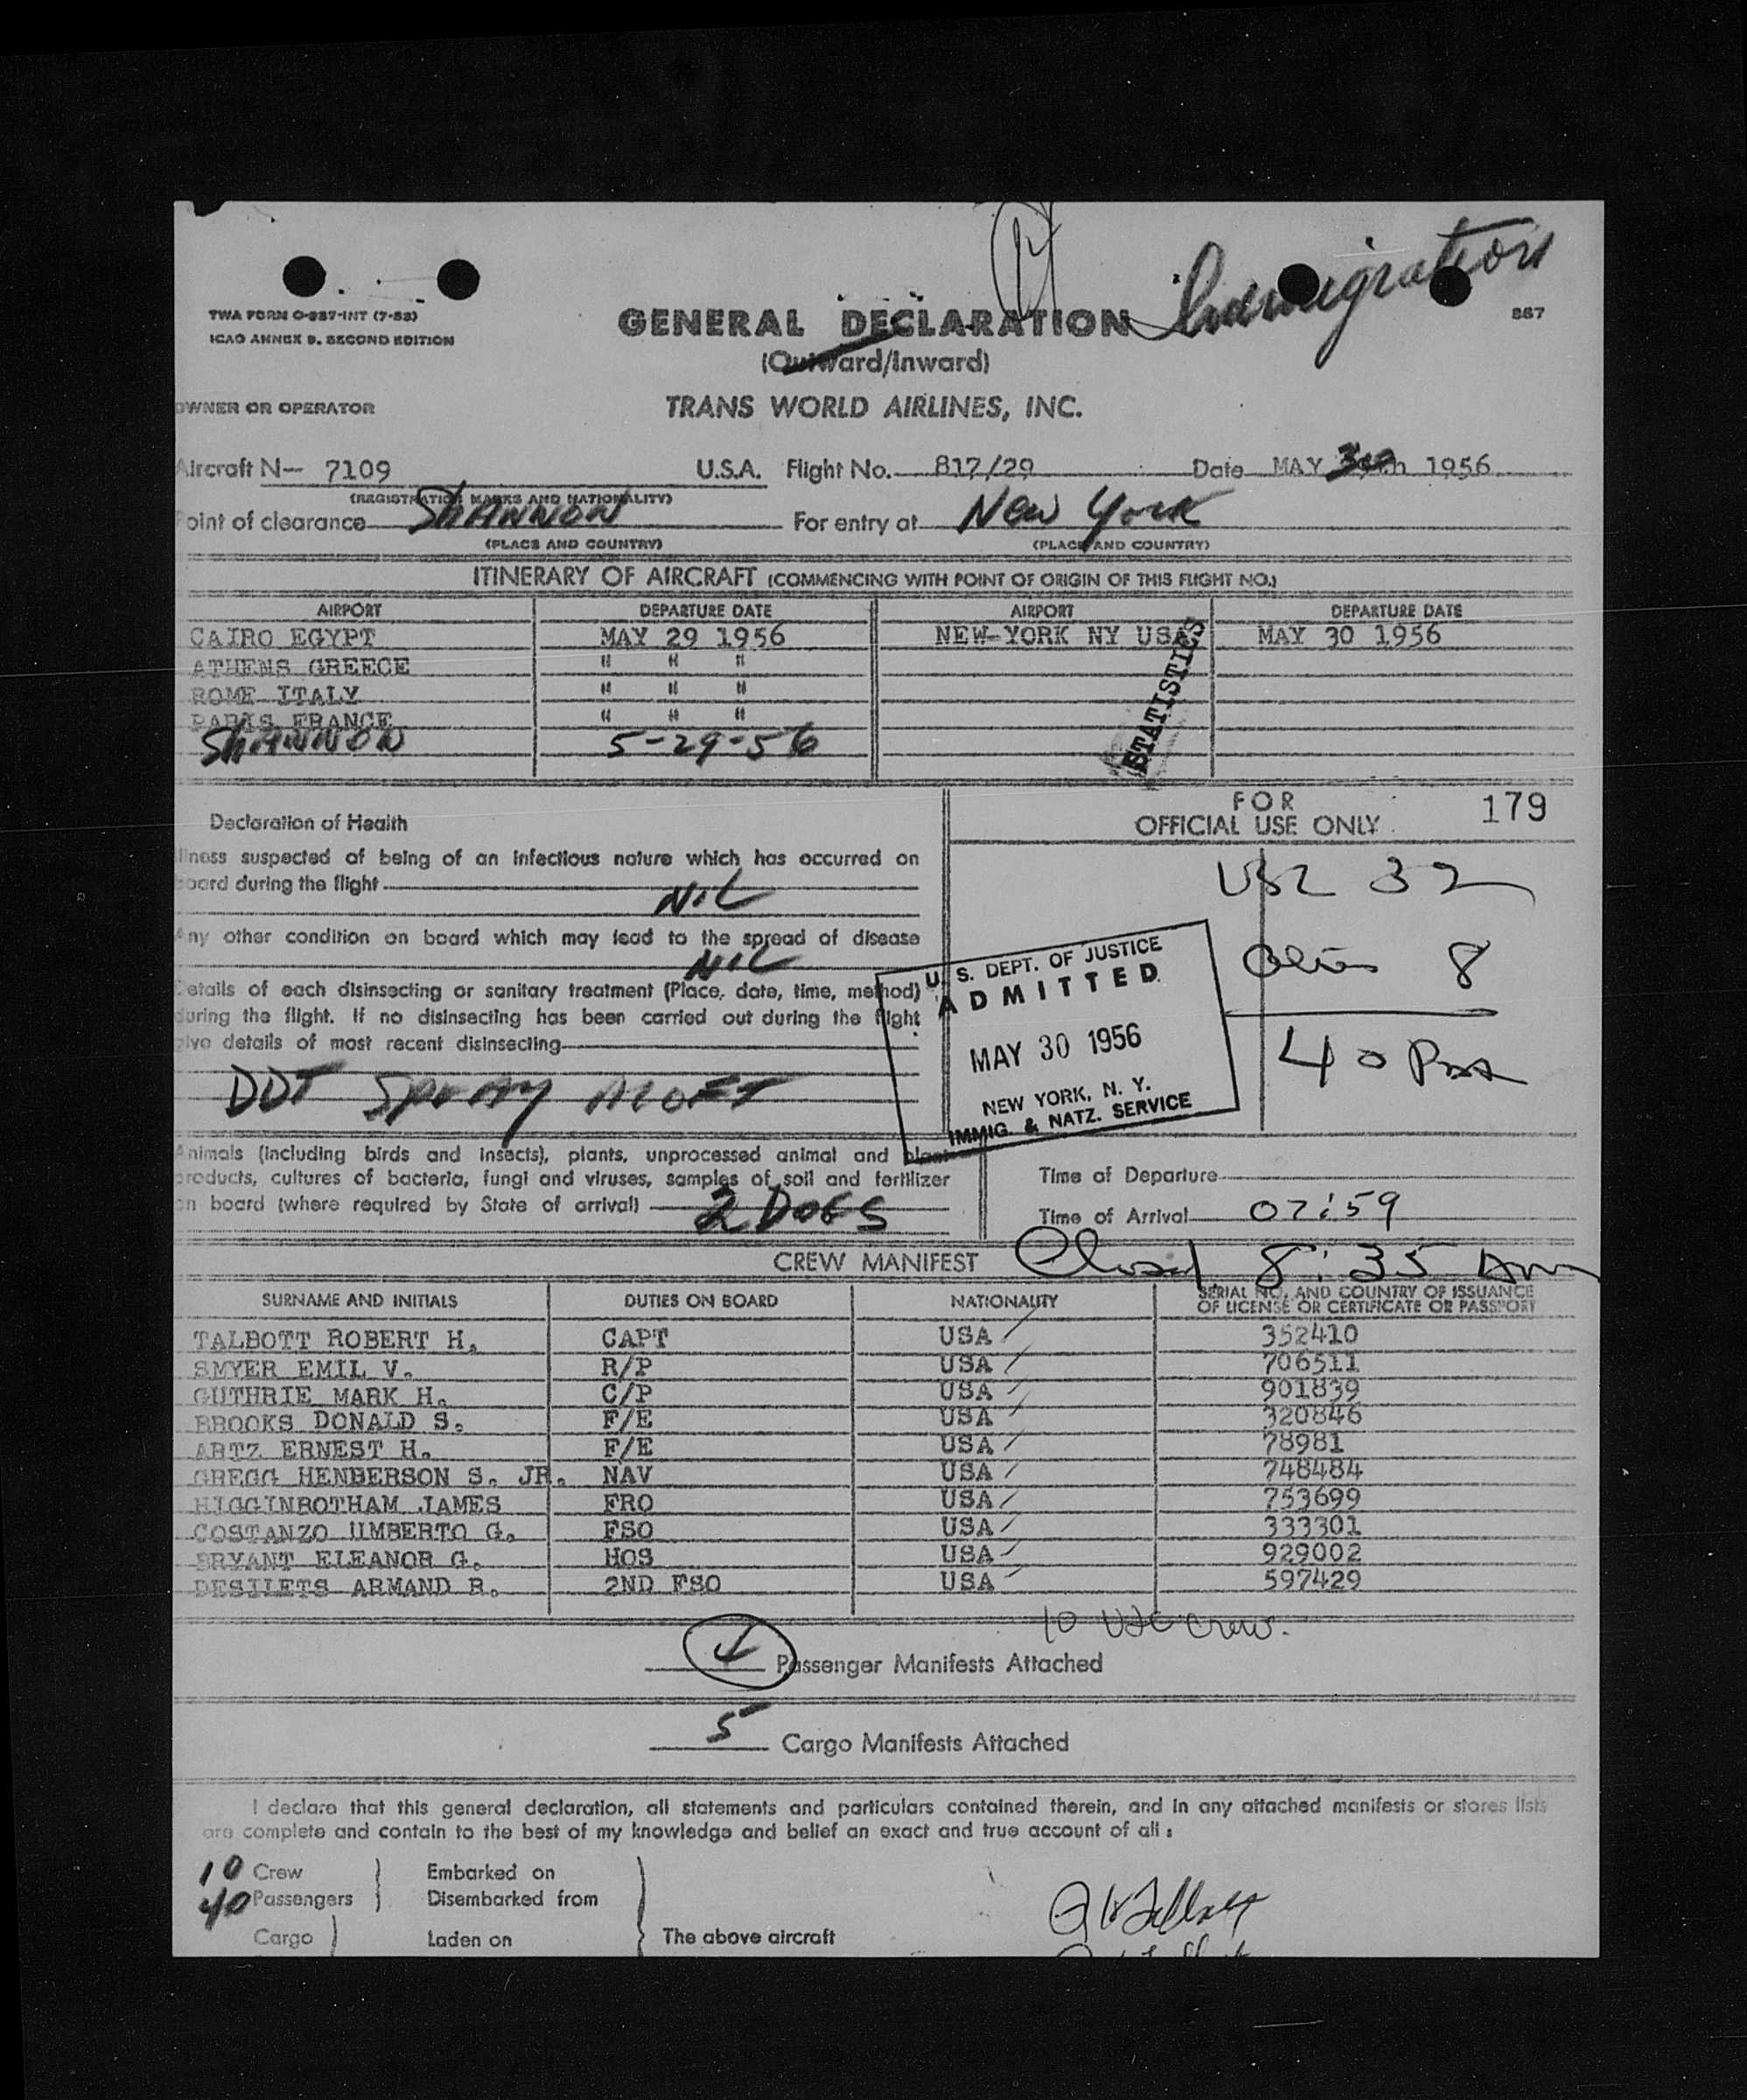 Immigration
TWA FORM O-987-INT (7-53)
ICAO ANNEX 9, SECOND EDITION
GENERAL DECLARATION
887
(Outward/Inward)
OWNER OR OPERATOR
TRANS WORLD AIRLINES, INC.
Aircraft N— 7109 U.S.A. Flight No. 817/29 Date MAY 30 1956
(REGISTRATION MARKS AND NATIONALITY)
Point of clearance SHANNON For entry at New York
(PLACE AND COUNTRY) (PLACE AND COUNTRY)
ITINERARY OF AIRCRAFT (COMMENCING WITH POINT OF ORIGIN OF THIS FLIGHT NO.)
AIRPORT DEPARTURE DATE AIRPORT DEPARTURE DATE
CAIRO EGYPT MAY 29 1956 NEW-YORK NY USA MAY 30 1956
ATHENS GREECE " " "
ROME ITALY " " "
PARIS FRANCE " " "
SHANNON 5-29-56
STATISTICS
FOR
OFFICIAL USE ONLY
179
Declaration of Health
Illness suspected of being of an infectious nature which has occurred on
board during the flight
NIL
Any other condition on board which may lead to the spread of disease
NIL
Details of each disinsecting or sanitary treatment (Place, date, time, method)
during the flight. If no disinsecting has been carried out during the flight
give details of most recent disinsecting
DDT SPRAY ALOFT
USC 32
Aliens 8
40 Pax
U. S. DEPT. OF JUSTICE
ADMITTED
MAY 30 1956
NEW YORK, N. Y.
IMMIG. & NATZ. SERVICE
Animals (including birds and insects), plants, unprocessed animal and plant
products, cultures of bacteria, fungi and viruses, samples of soil and fertilizer
on board (where required by State of arrival) 2 DOGS
Time of Departure
Time of Arrival 07:59
CREW MANIFEST Closed 8:35 Am
SURNAME AND INITIALS DUTIES ON BOARD NATIONALITY SERIAL NO. AND COUNTRY OF ISSUANCE
OF LICENSE OR CERTIFICATE OR PASSPORT
TALBOTT ROBERT H. CAPT USA 352410
SMYER EMIL V. R/P USA 706511
GUTHRIE MARK H. C/P USA 901839
BROOKS DONALD S. F/E USA 320846
ARTZ ERNEST H. F/E USA 78981
GREGG HENDERSON S. JR. NAV USA 748484
HIGGINBOTHAM JAMES FRO USA 753699
COSTANZO UMBERTO G. FSO USA 333301
BRYANT ELEANOR G. HOS USA 929002
DESILETS ARMAND R. 2ND FSO USA 597429
10 USC Crew.
Passenger Manifests Attached
5 Cargo Manifests Attached
I declare that this general declaration, all statements and particulars contained therein, and in any attached manifests or stores lists
are complete and contain to the best of my knowledge and belief an exact and true account of all :
10 Crew Embarked on
40 Passengers Disembarked from
Cargo Laden on The above aircraft